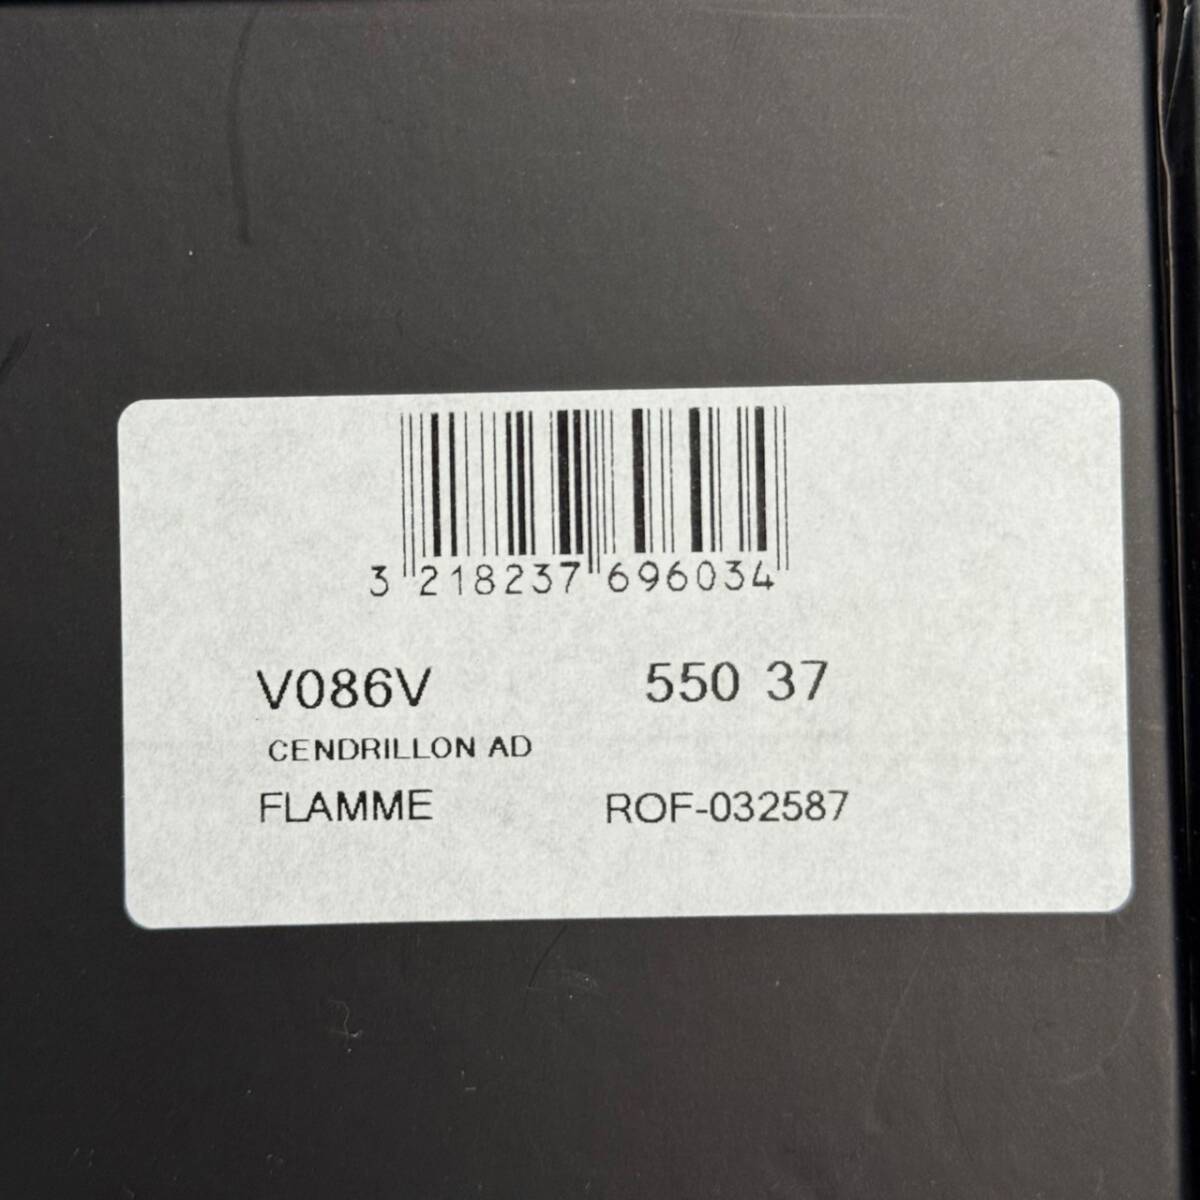 3 218237 696034
V086V 550 37
CENDRILLON AD
FLAMME ROF-032587